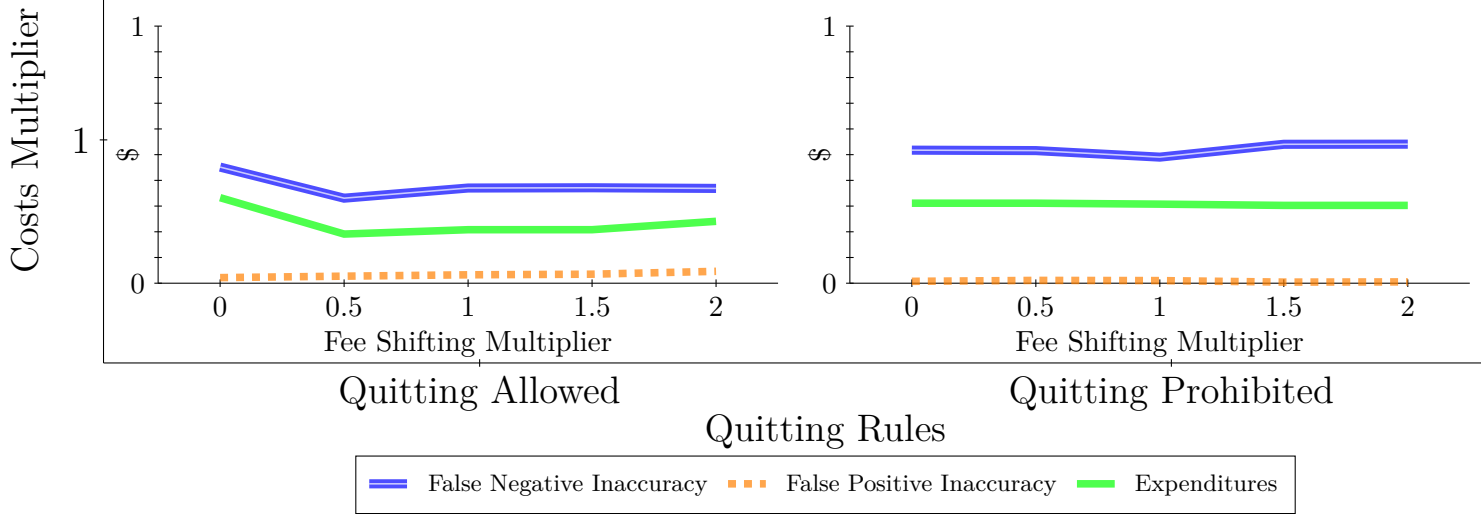 Costs Multiplier
1
1
$
0
0
0.5
1
1.5
2
Fee Shifting Multiplier
1
$
0
0
0.5
1
1.5
2
Fee Shifting Multiplier
Quitting Allowed
Quitting Prohibited
Quitting Rules
False Negative Inaccuracy
False Positive Inaccuracy
Expenditures